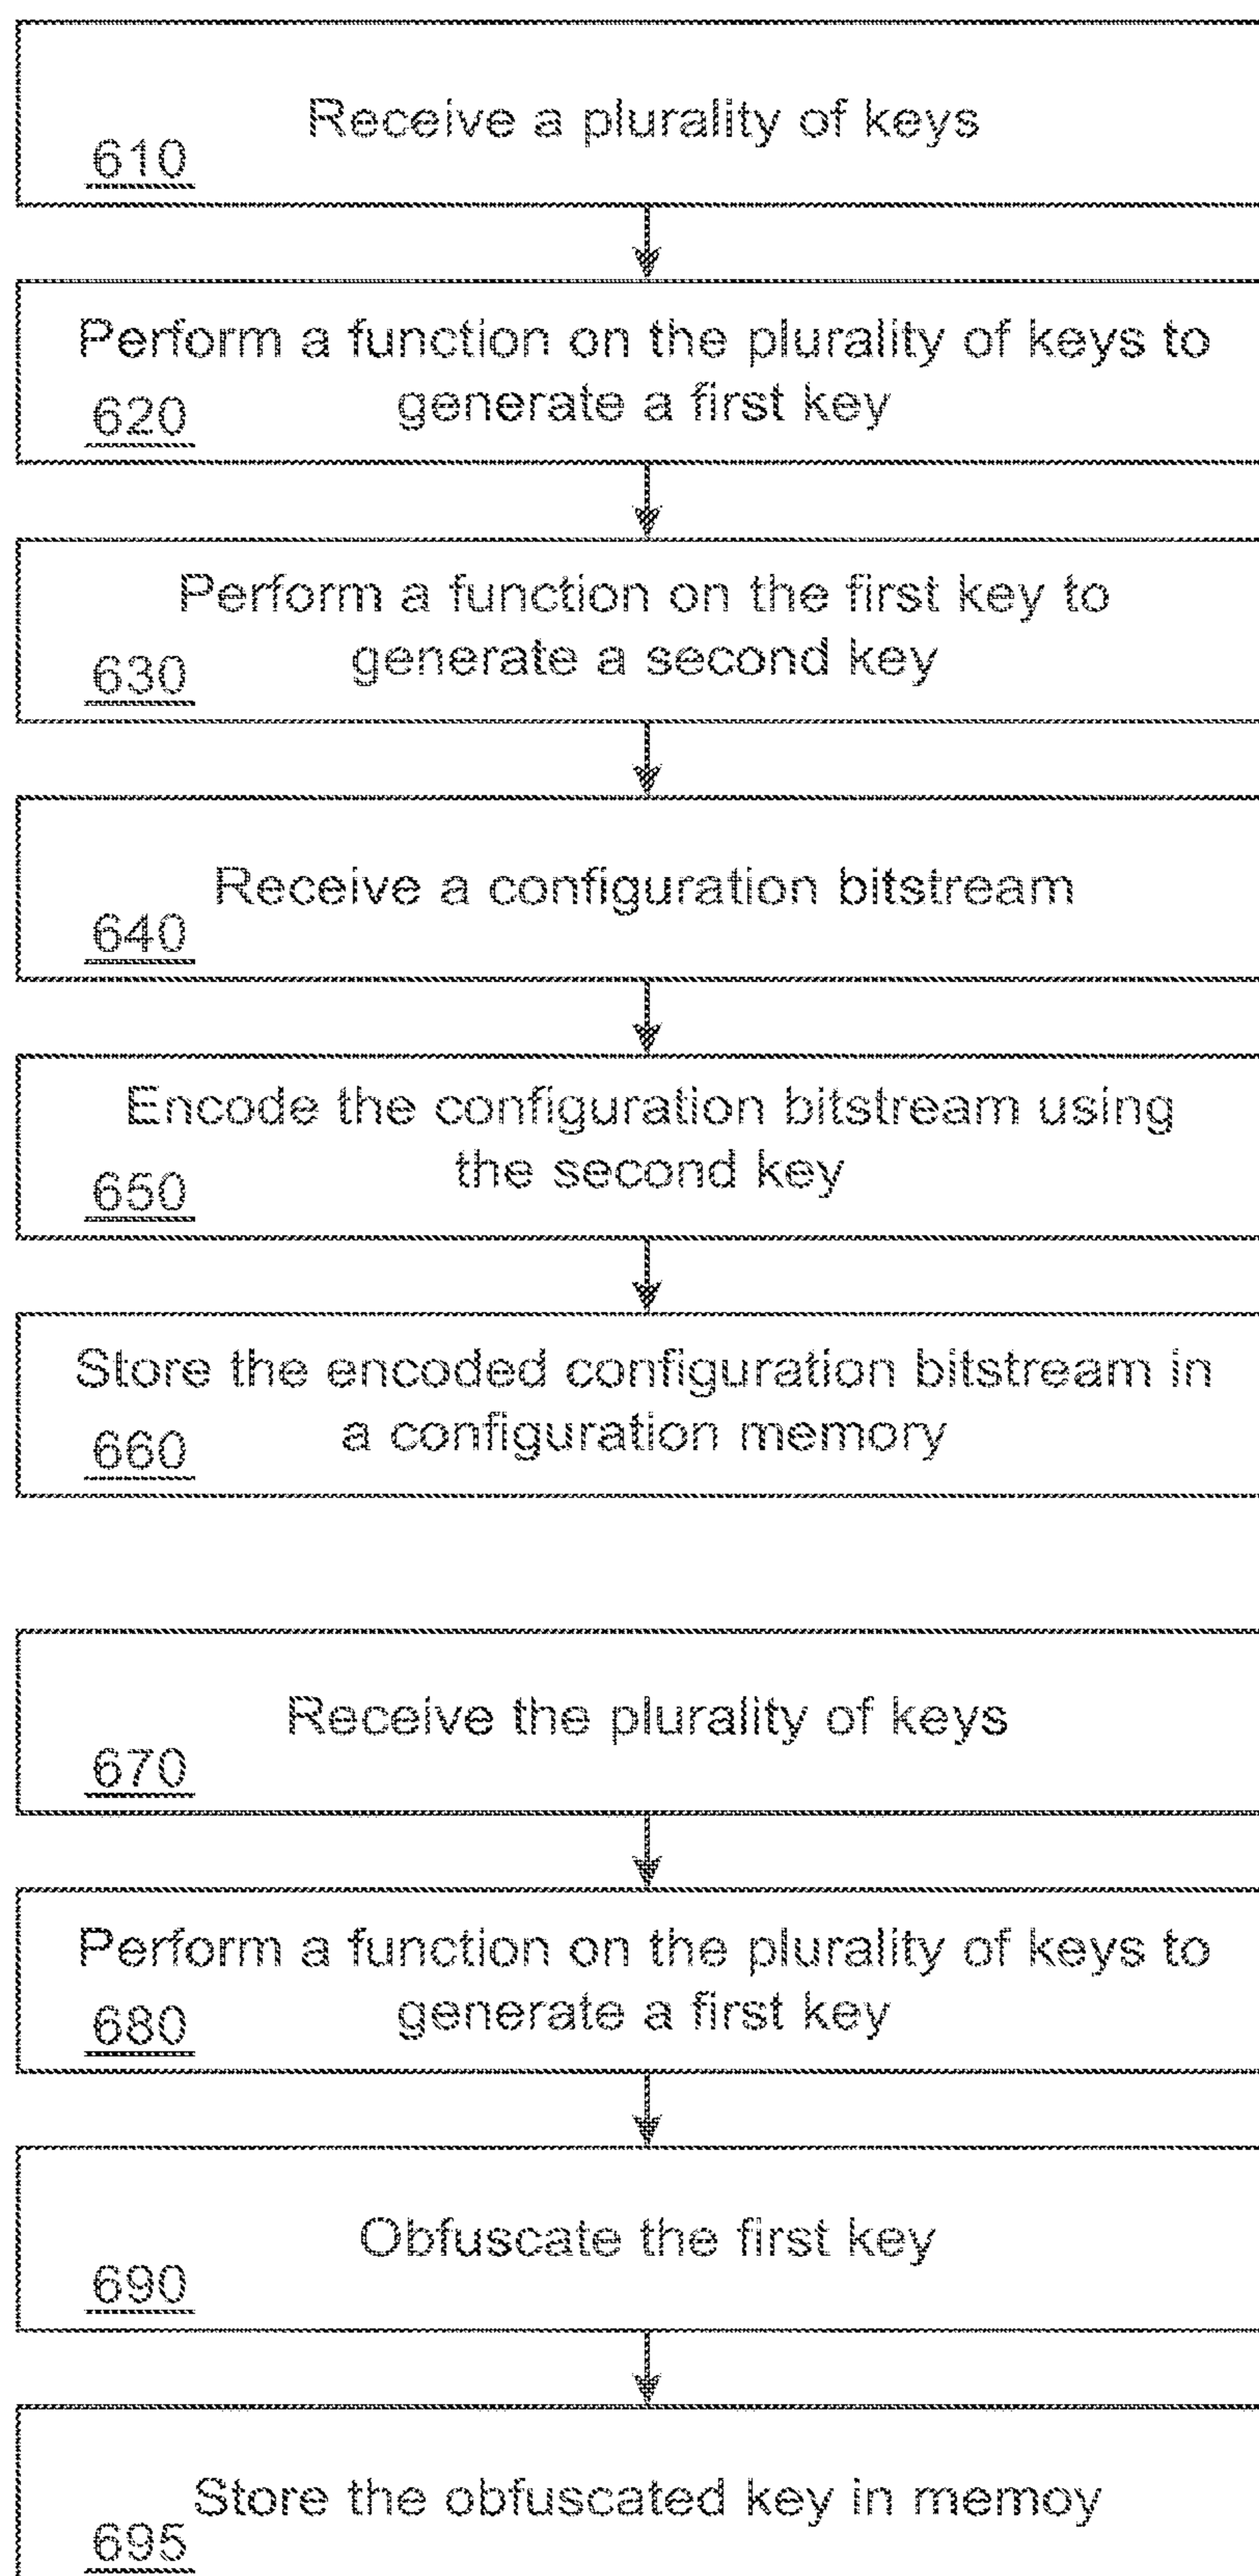 Receive a plurality of keys
610
Perform a function on the plurality of keys to
generate a first key
620
Perform a function on the first key to
generate a second key
630
Receive a configuration bitstream
640
Encode the configuration bitstream using
the second key
650
Store the encoded configuration bitstream in
a configuration memory
660
Receive the plurality of keys
670
Perform a function on the plurality of keys to
generate a first key
680
Obfuscate the first key
690
Store the obfuscated key in memoy
695